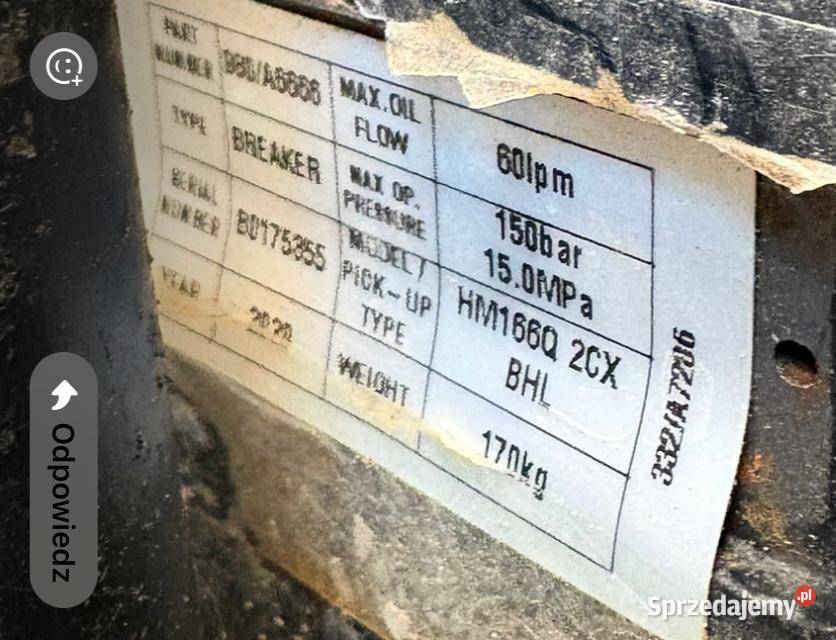 PART
NUMBER
980/A6666
MAX.OIL
FLOW
60lpm
TYPE
BREAKER
MAX OP.
PRESSURE
150bar
15.0MPa
SERIAL
NUMBER
MODEL /
PICK-UP
TYPE
HM166Q 2CX
BHL
YEAR
2020
WEIGHT
170kg
332/A7286
Odpowiedz
Sprzedajemy.pl